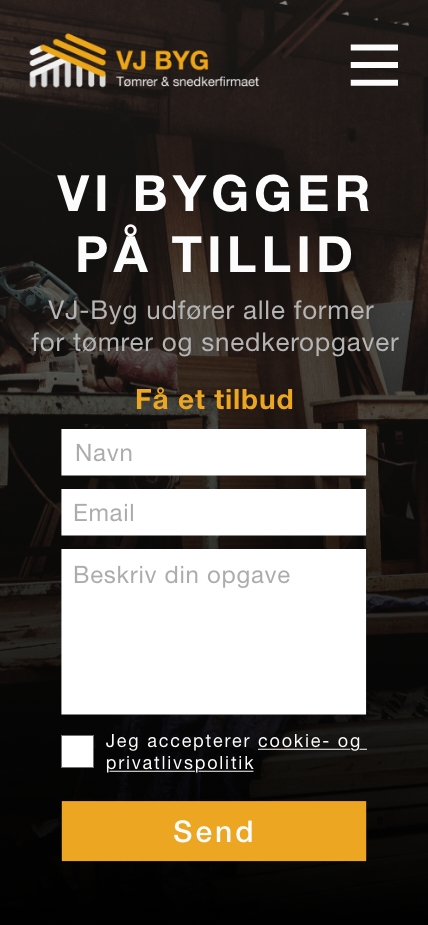 VJ BYG
Tømrer & snedkerfirmaet
VI BYGGER
PÅ TILLID
VJ-Byg udfører alle former
for tømrer og snedkeropgaver
Få et tilbud
Navn
Email
Beskriv din opgave
Jeg accepterer cookie- og
privatlivspolitik
Send